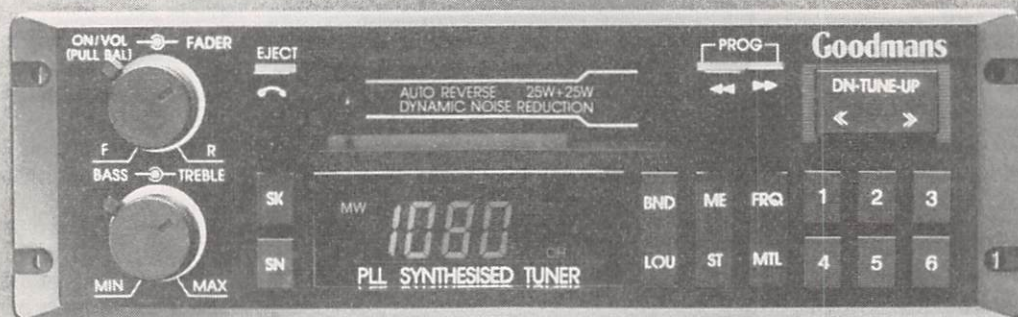 ON/VOL FADER
(PULL BAL)
F R
BASS TREBLE
MIN MAX
EJECT
AUTO REVERSE 25W+25W
DYNAMIC NOISE REDUCTION
PROG
Goodmans
DN-TUNE-UP
SK
SN
MW 1080 CH
PLL SYNTHESISED TUNER
BND ME FRQ 1 2 3
LOU ST MTL 4 5 6